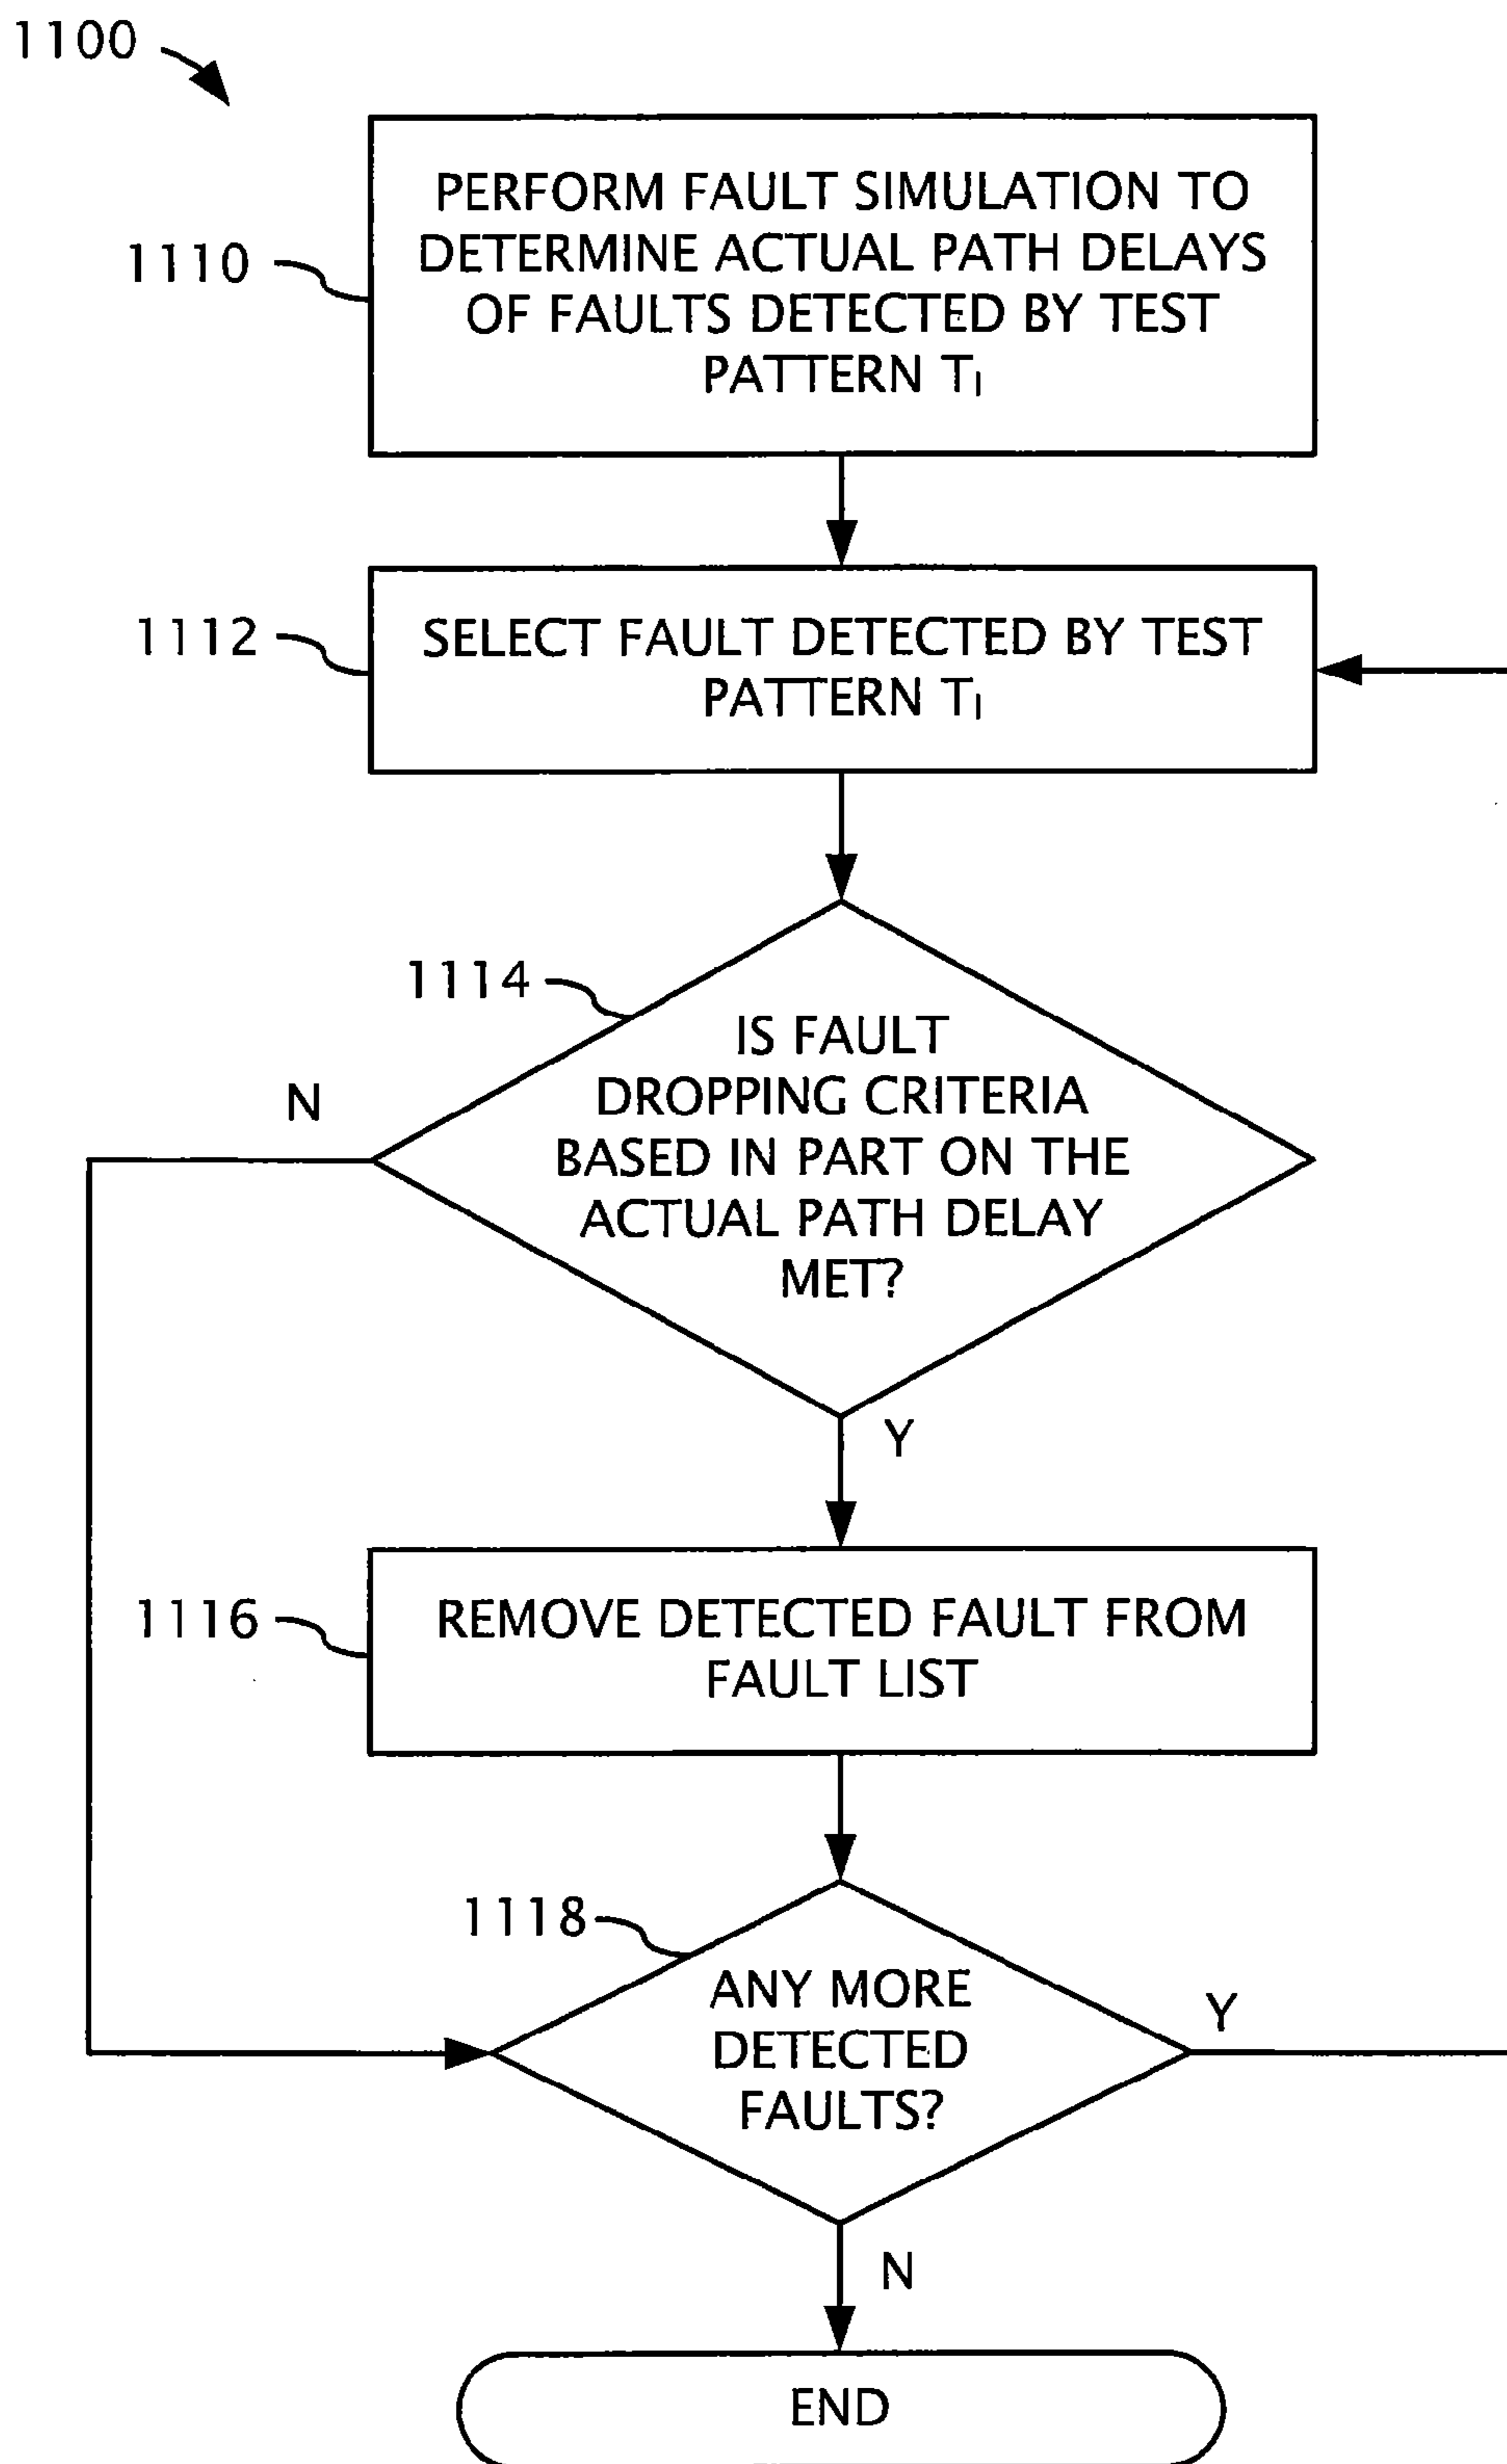 1100
PERFORM FAULT SIMULATION TO
DETERMINE ACTUAL PATH DELAYS
OF FAULTS DETECTED BY TEST
PATTERN TI
1110
1112
SELECT FAULT DETECTED BY TEST
PATTERN TI
1114
IS FAULT
DROPPING CRITERIA
BASED IN PART ON THE
ACTUAL PATH DELAY
MET?
N
Y
1116
REMOVE DETECTED FAULT FROM
FAULT LIST
1118
ANY MORE
DETECTED
FAULTS?
Y
N
END